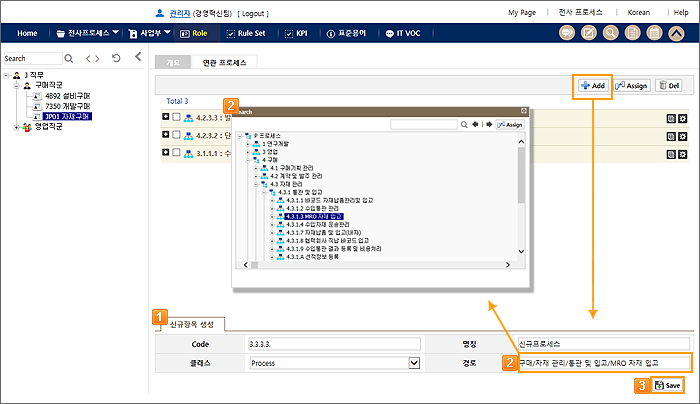 관리자 (경영혁신팀) [ Logout ]
My Page | 전사 프로세스 | Korean | Help
Home 전사프로세스 사업부 Role Rule Set KPI 표준용어 IT VOC
Search
J 직무
구매직군
4892 설비구매
7350 개발구매
JP01 자재구매
영업직군
개요 연관 프로세스
Add Assign Del
Total 3
4.2.3.3 : 발
4.2.3.2 : 단
3.1.1.1 : 수
2
Search
Assign
P 프로세스
1 연구개발
3 영업
4 구매
4.1 구매기획 관리
4.2 계약 및 발주 관리
4.3 자재 관리
4.3.1 통관 및 입고
4.3.1.1 바코드 자재납품관리및 입고
4.3.1.2 수입통관 관리
4.3.1.3 MRO 자재 입고
4.3.1.4 수입자재 운송관리
4.3.1.7 자재납품 및 입고(내자)
4.3.1.8 협력회사 직납 바코드 입고
4.3.1.9 수입통관 결과 등록 및 비용처리
4.3.1.A 선적정보 등록
1
신규항목 생성
Code 3.3.3.3. 명칭 신규프로세스
클래스 Process 경로 2 구매/자재 관리/통관 및 입고/MRO 자재 입고
3 Save